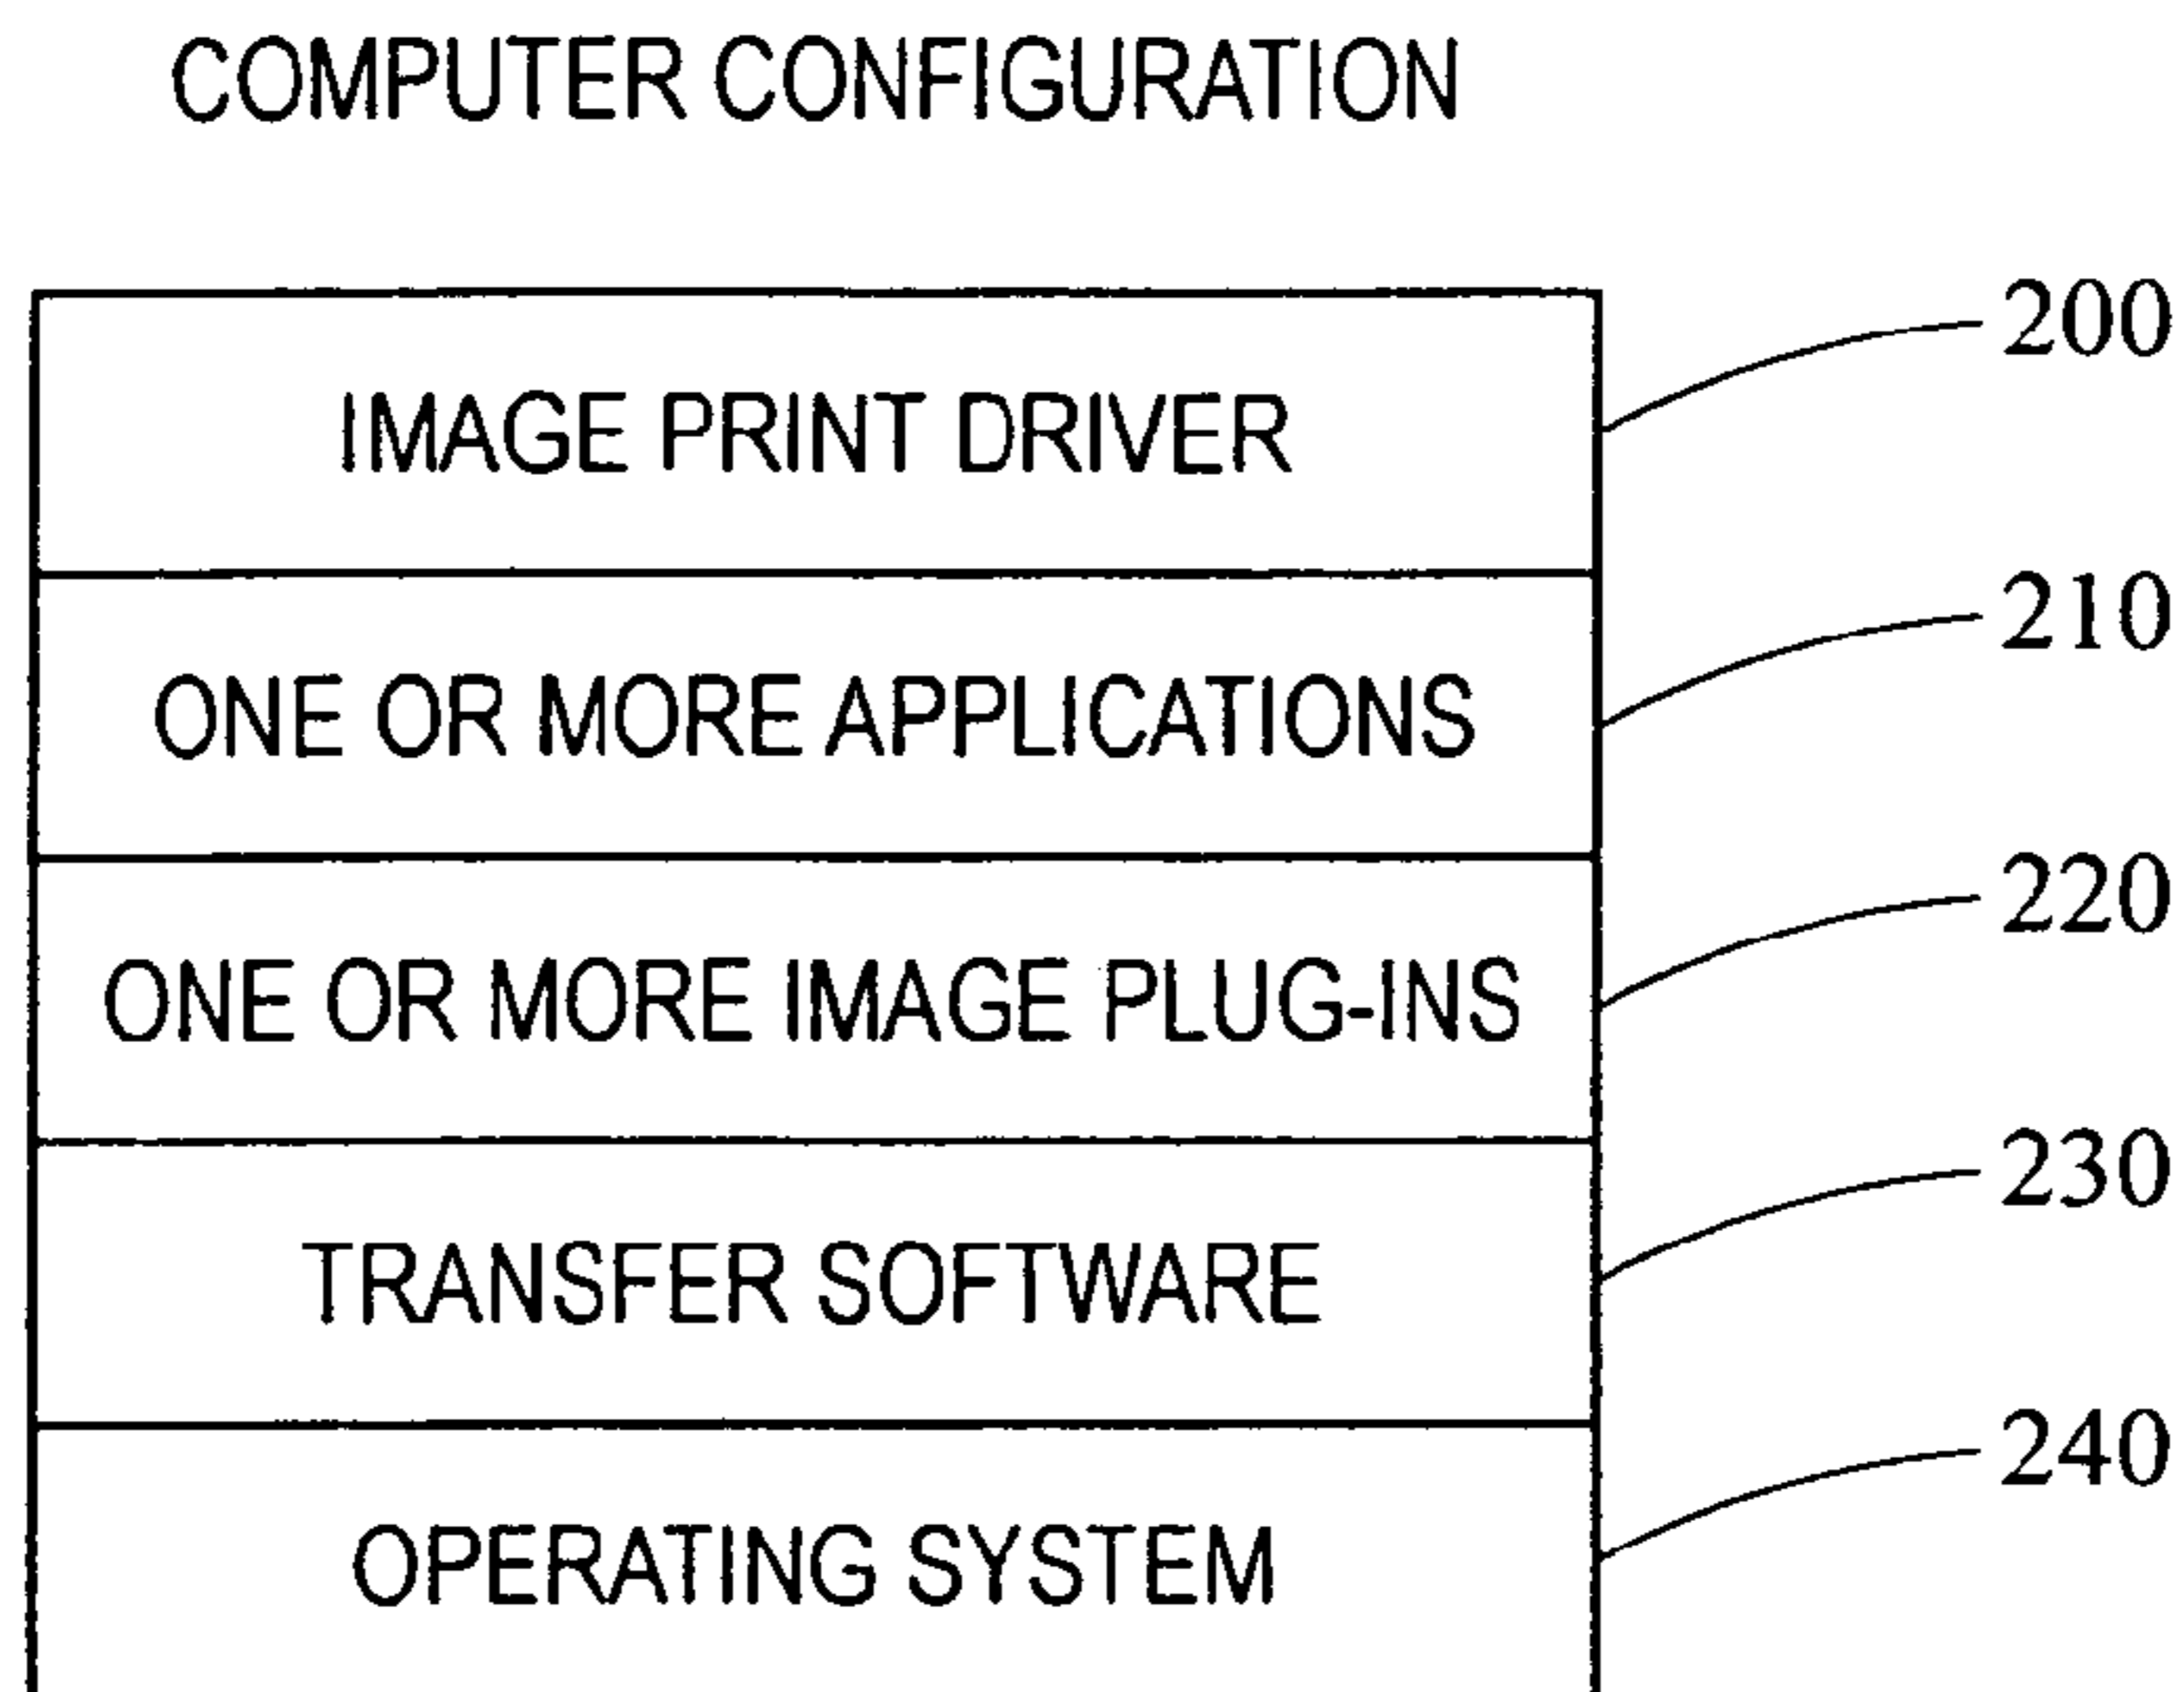 COMPUTER CONFIGURATION
IMAGE PRINT DRIVER
200
ONE OR MORE APPLICATIONS
210
ONE OR MORE IMAGE PLUG-INS
220
TRANSFER SOFTWARE
230
OPERATING SYSTEM
240